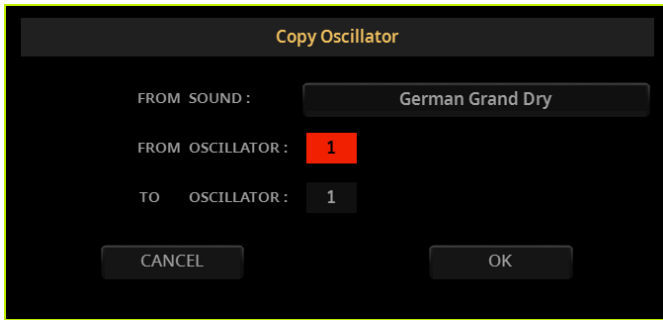 Copy Oscillator
FROM SOUND : German Grand Dry
FROM OSCILLATOR : 1
TO OSCILLATOR : 1
CANCEL OK